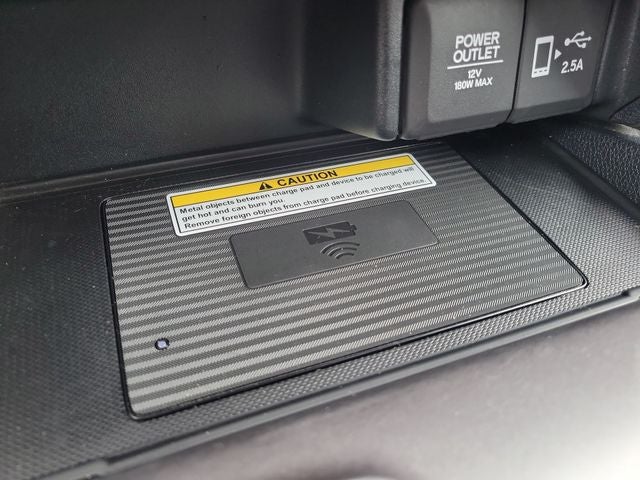 POWER
OUTLET
12V
180W MAX
2.5A
CAUTION
Metal objects between charge pad and device to be charged will
get hot and can burn you.
Remove foreign objects from charge pad before charging device.